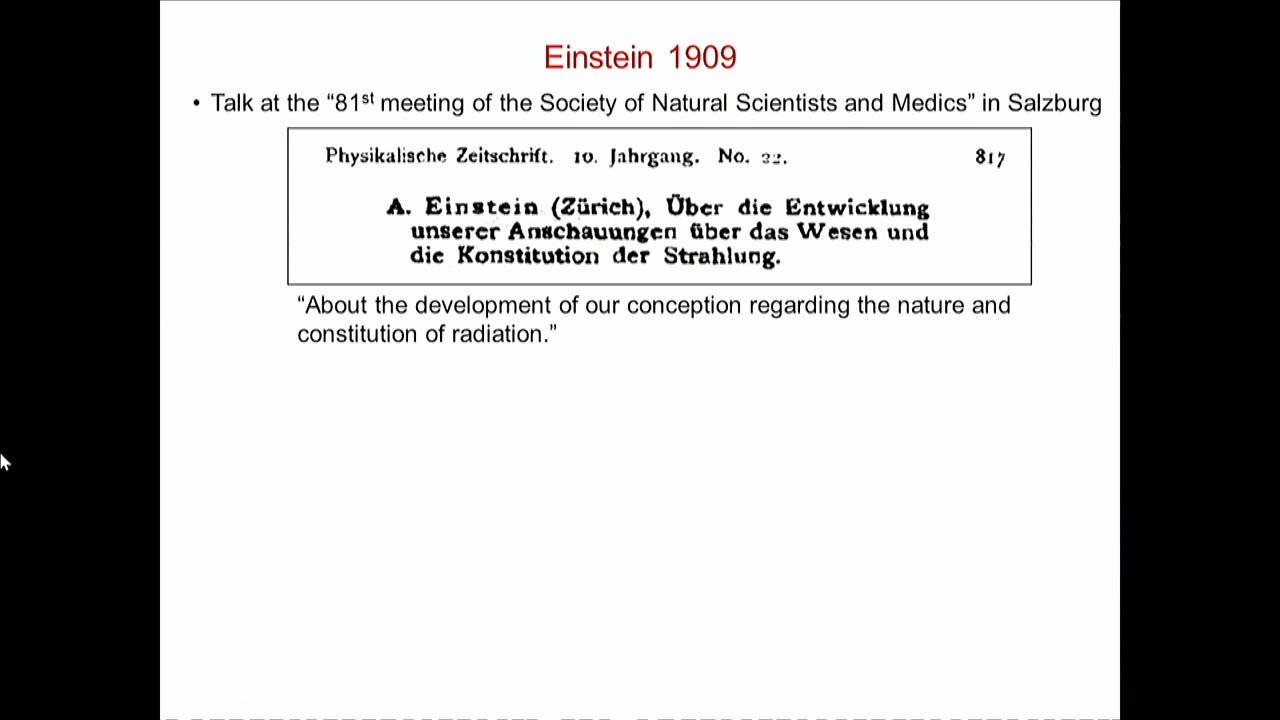 Einstein 1909
• Talk at the “81st meeting of the Society of Natural Scientists and Medics” in Salzburg
Physikalische Zeitschrift. 10. Jahrgang. No. 22. 817
A. Einstein (Zürich), Über die Entwicklung
unserer Anschauungen über das Wesen und
die Konstitution der Strahlung.
“About the development of our conception regarding the nature and
constitution of radiation.”